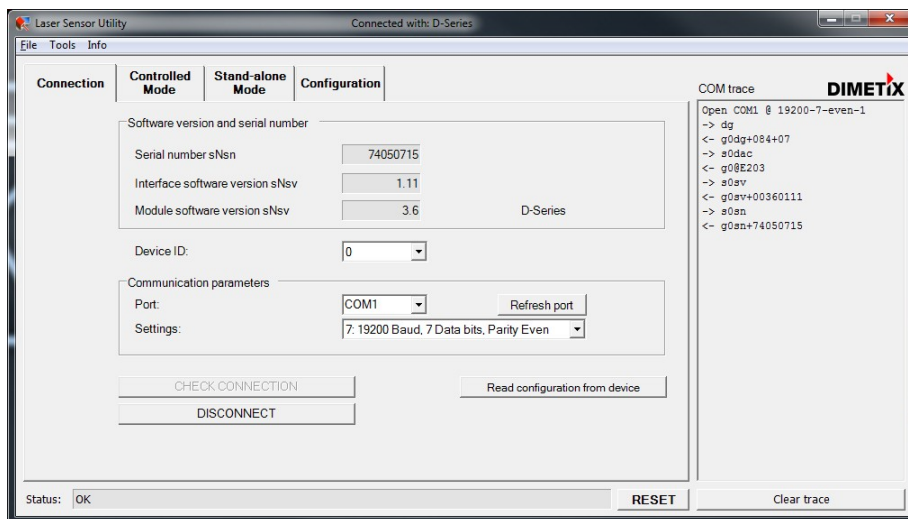 Laser Sensor Utility Connected with: D-Series
File Tools Info
Connection Controlled Mode Stand-alone Mode Configuration
Software version and serial number
Serial number sNsn 74050715
Interface software version sNsv 1.11
Module software version sNsv 3.6 D-Series
Device ID: 0
Communication parameters
Port: COM1 Refresh port
Settings: 7: 19200 Baud, 7 Data bits, Parity Even
CHECK CONNECTION Read configuration from device
DISCONNECT
COM trace DIMETIX
Open COM1 @ 19200-7-even-1
-> dg
<- g0dg+084+07
-> s0dac
<- g0@E203
-> s0sv
<- g0sv+00360111
-> s0sn
<- g0sn+74050715
Status: OK RESET Clear trace